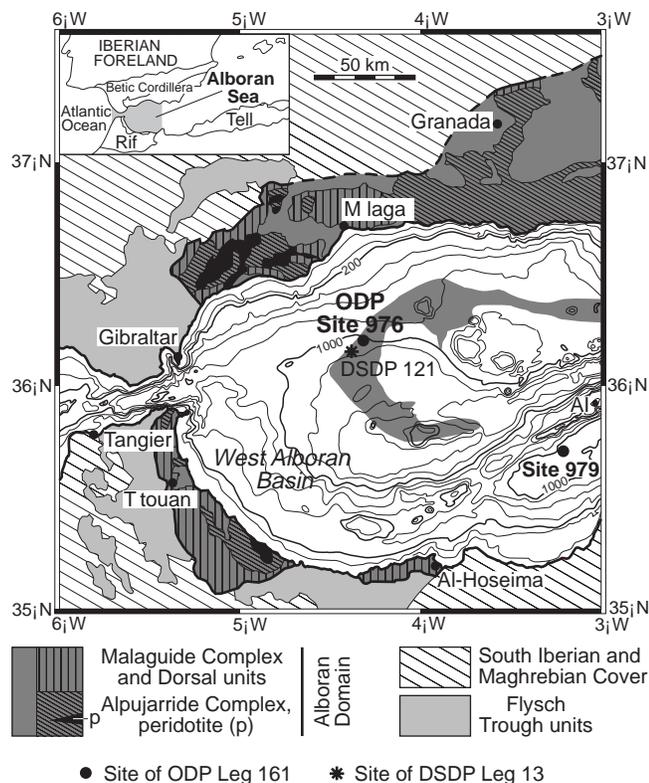 6¡W 5¡W 4¡W 3¡W
IBERIAN
FORELAND
Betic Cordillera
Alboran
Sea
Atlantic
Ocean
Tell
Rif
50 km
Granada
37¡N 37¡N
M laga
200
ODP
Site 976
1000
DSDP 121
Gibraltar
36¡N 36¡N
Al
Tangier
West Alboran
Basin
Site 979
1000
T touan
Al-Hoseima
35¡N 35¡N
6¡W 5¡W 4¡W 3¡W
Malaguide Complex
and Dorsal units
Alpujarride Complex,
peridotite (p)
p
Alboran
Domain
South Iberian and
Maghrebian Cover
Flysch
Trough units
Site of ODP Leg 161
Site of DSDP Leg 13